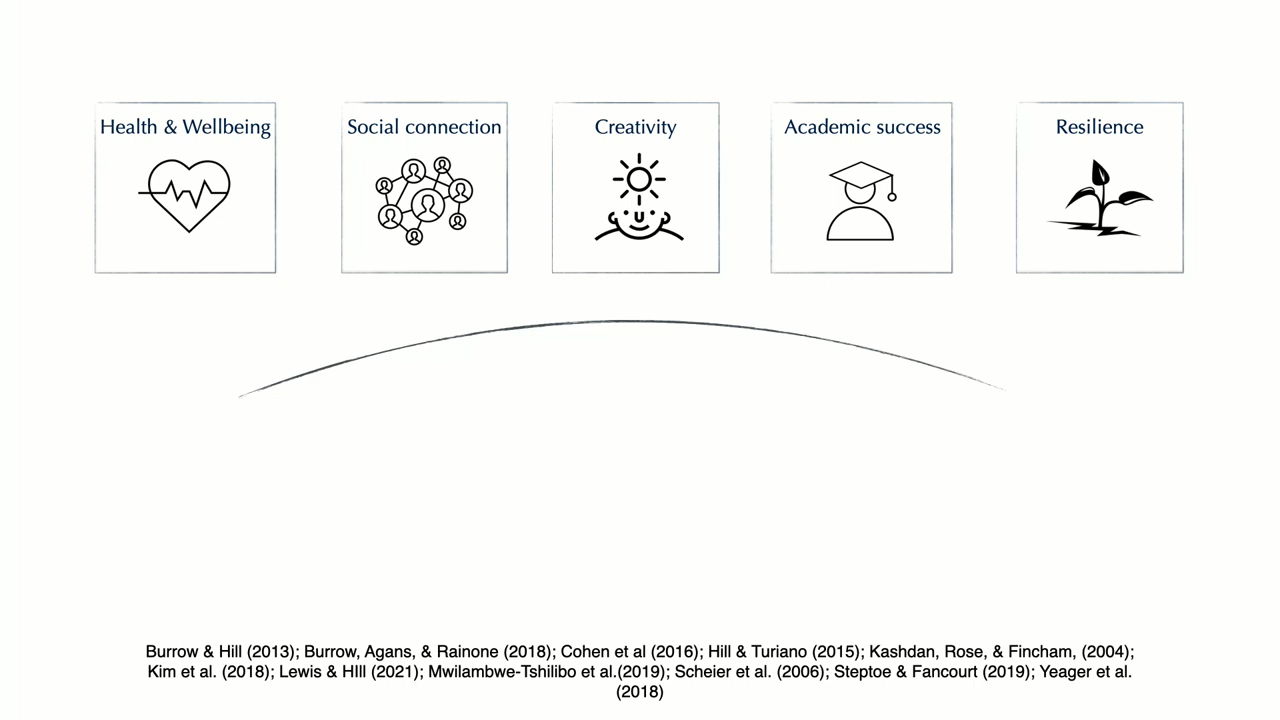 Health & Wellbeing
Social connection
Creativity
Academic success
Resilience
Burrow & Hill (2013); Burrow, Agans, & Rainone (2018); Cohen et al (2016); Hill & Turiano (2015); Kashdan, Rose, & Fincham, (2004);
Kim et al. (2018); Lewis & HIll (2021); Mwilambwe-Tshilibo et al.(2019); Scheier et al. (2006); Steptoe & Fancourt (2019); Yeager et al.
(2018)